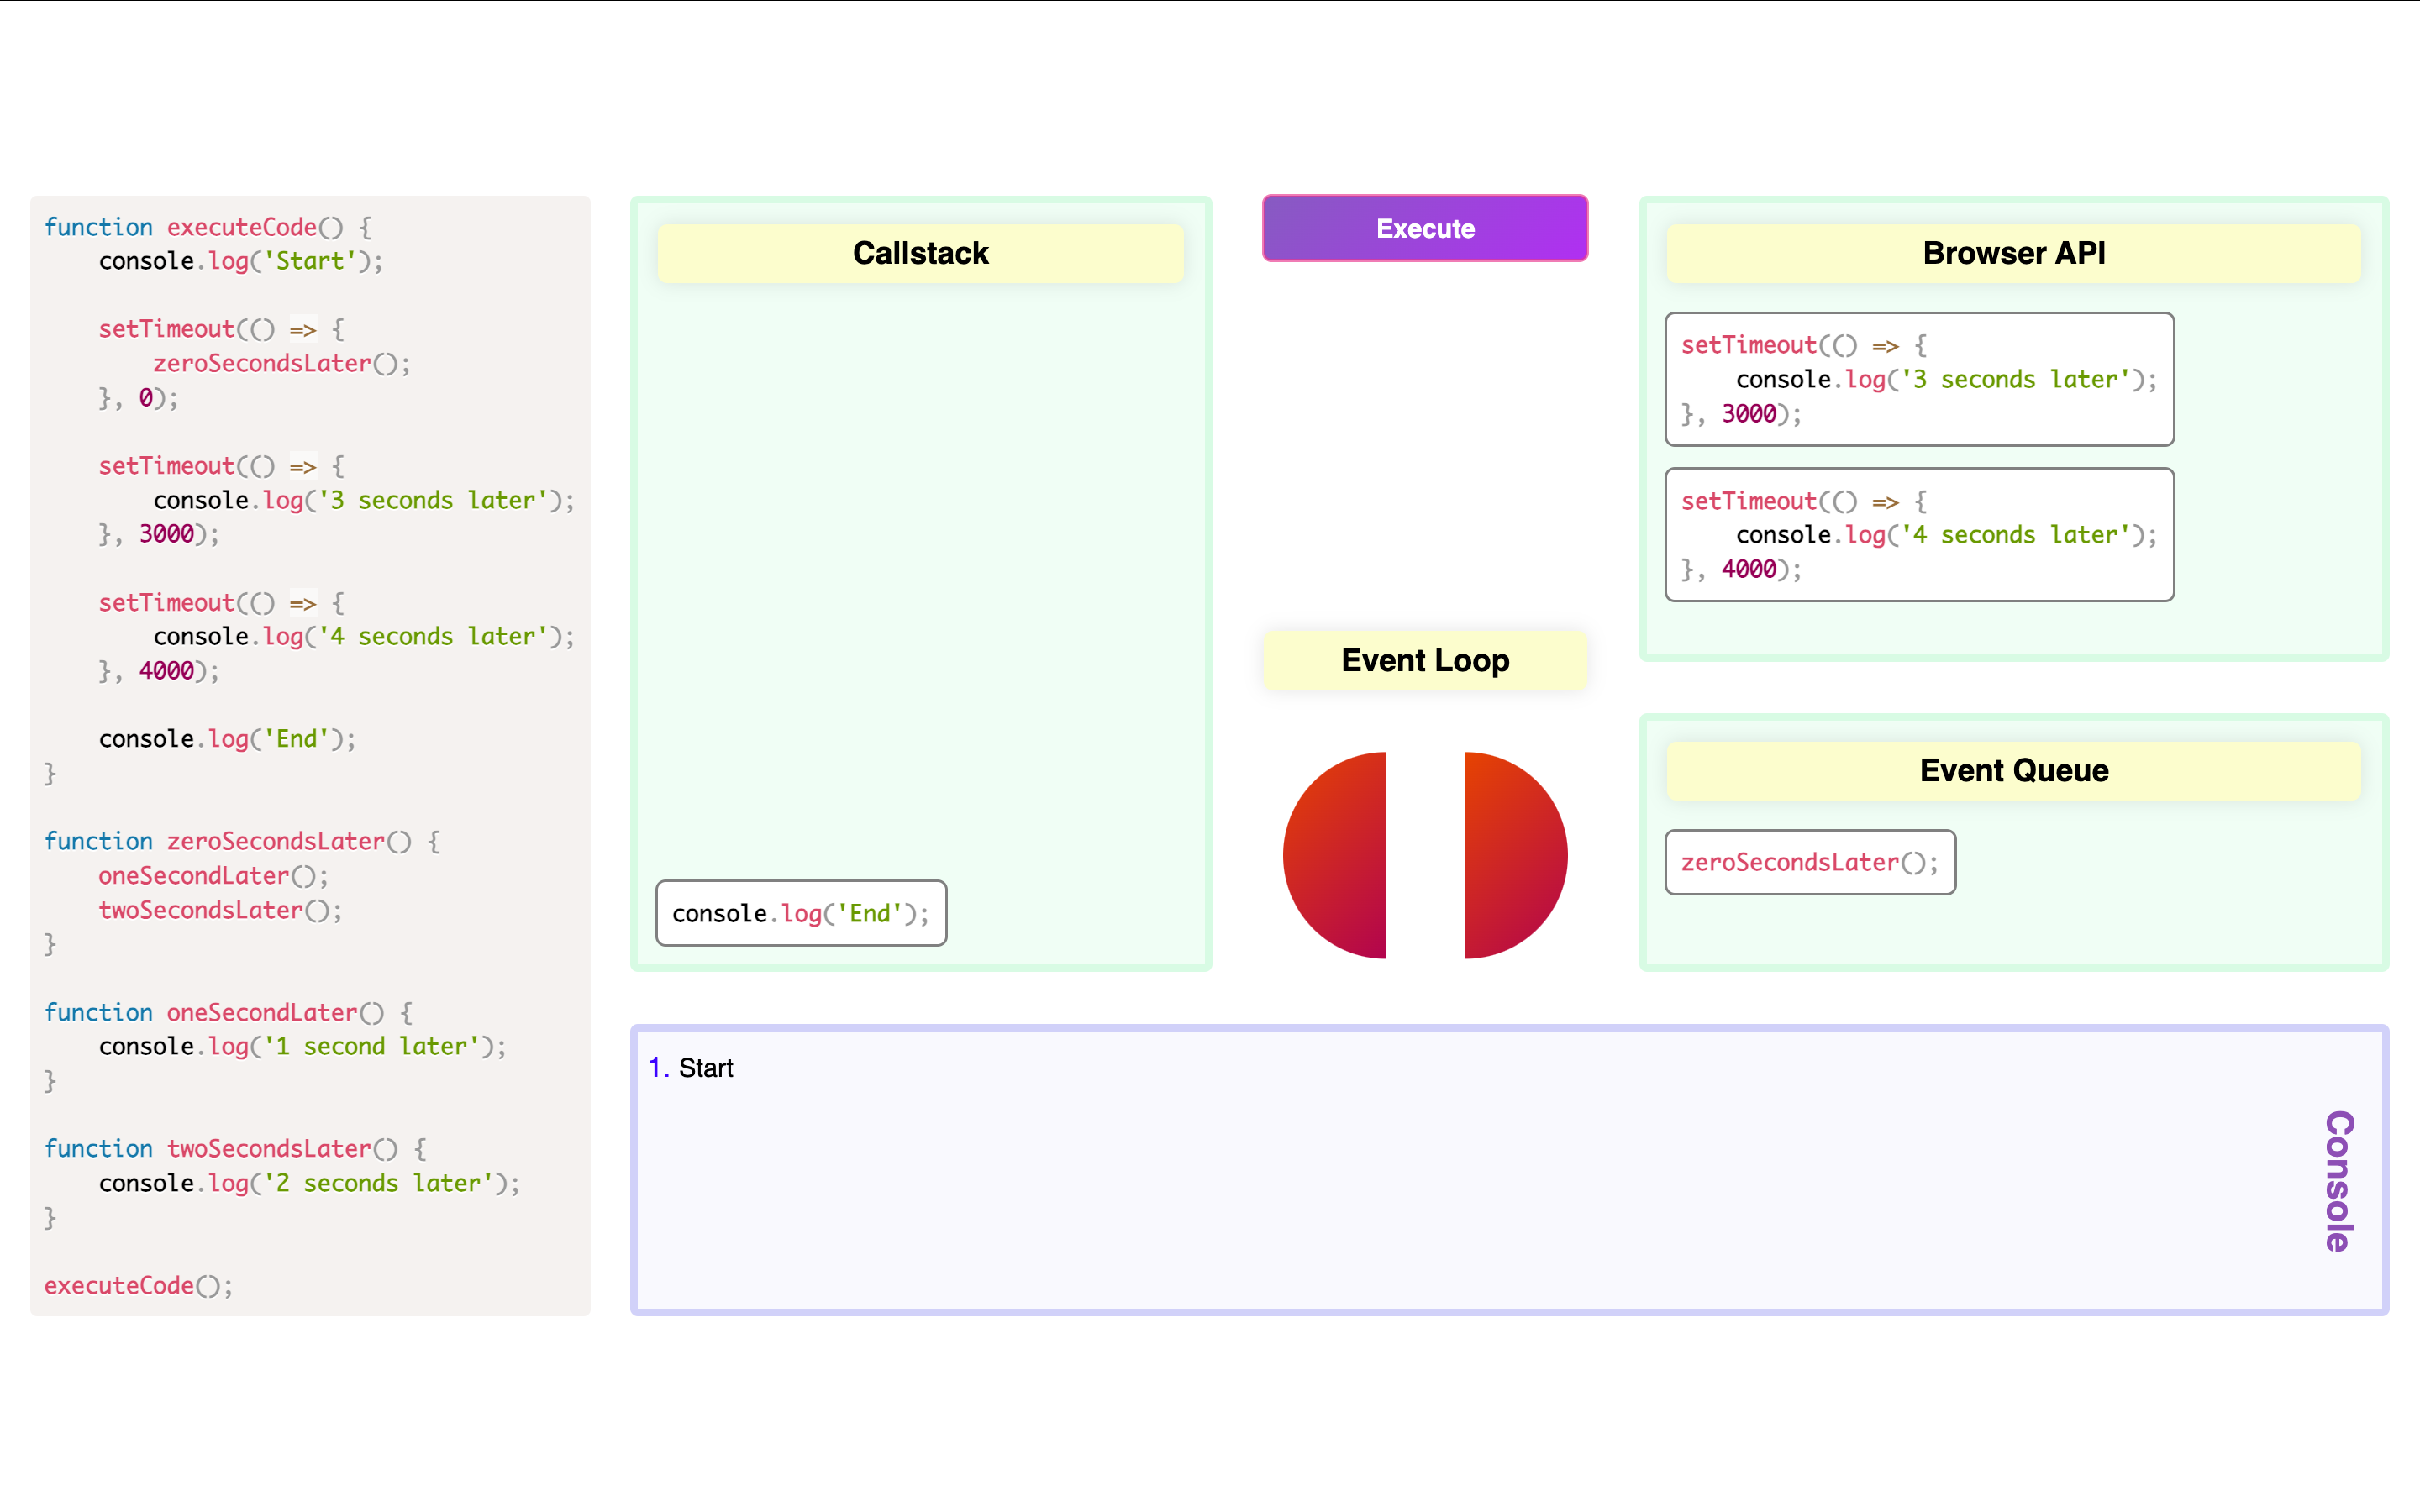 function executeCode() {
    console.log('Start');
    setTimeout(() => {
        zeroSecondsLater();
    }, 0);
    setTimeout(() => {
        console.log('3 seconds later');
    }, 3000);
    setTimeout(() => {
        console.log('4 seconds later');
    }, 4000);
    console.log('End');
}
function zeroSecondsLater() {
    oneSecondLater();
    twoSecondsLater();
}
function oneSecondLater() {
    console.log('1 second later');
}
function twoSecondsLater() {
    console.log('2 seconds later');
}
executeCode();
Callstack
console.log('End');
Execute
Event Loop
Browser API
setTimeout(() => {
    console.log('3 seconds later');
}, 3000);
setTimeout(() => {
    console.log('4 seconds later');
}, 4000);
Event Queue
zeroSecondsLater();
1. Start
Console